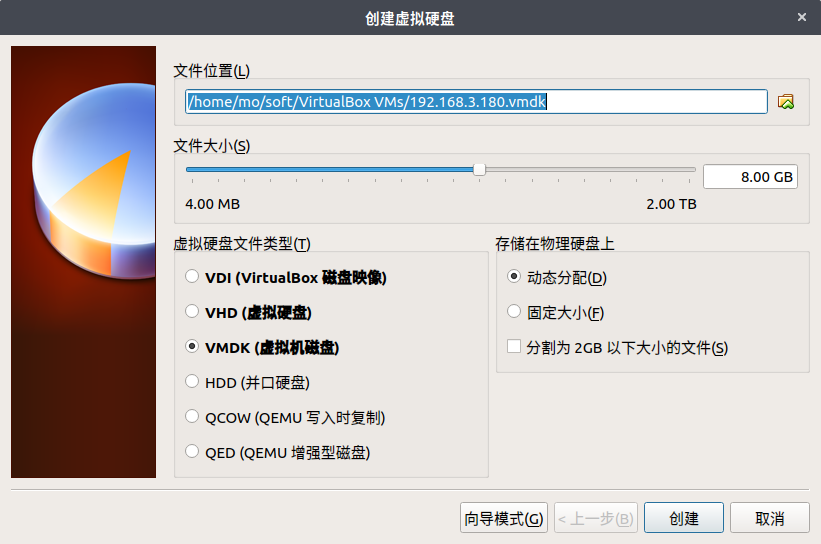 创建虚拟硬盘
文件位置(L)
/home/mo/soft/VirtualBox VMs/192.168.3.180.vmdk
文件大小(S)
8.00 GB
4.00 MB 2.00 TB
虚拟硬盘文件类型(T)
VDI (VirtualBox 磁盘映像)
VHD (虚拟硬盘)
VMDK (虚拟机磁盘)
HDD (并口硬盘)
QCOW (QEMU 写入时复制)
QED (QEMU 增强型磁盘)
存储在物理硬盘上
动态分配(D)
固定大小(F)
分割为 2GB 以下大小的文件(S)
向导模式(G) < 上一步(B) 创建 取消